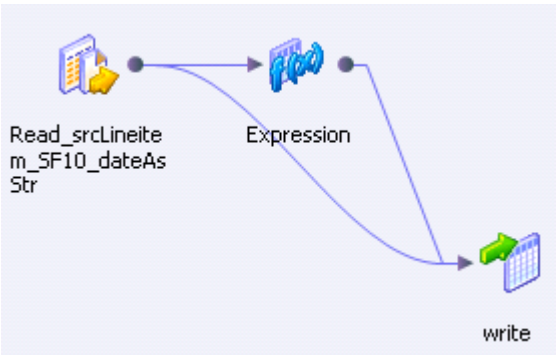 f(x)
Read_srcLineite
m_SF10_dateAs
Str
Expression
write